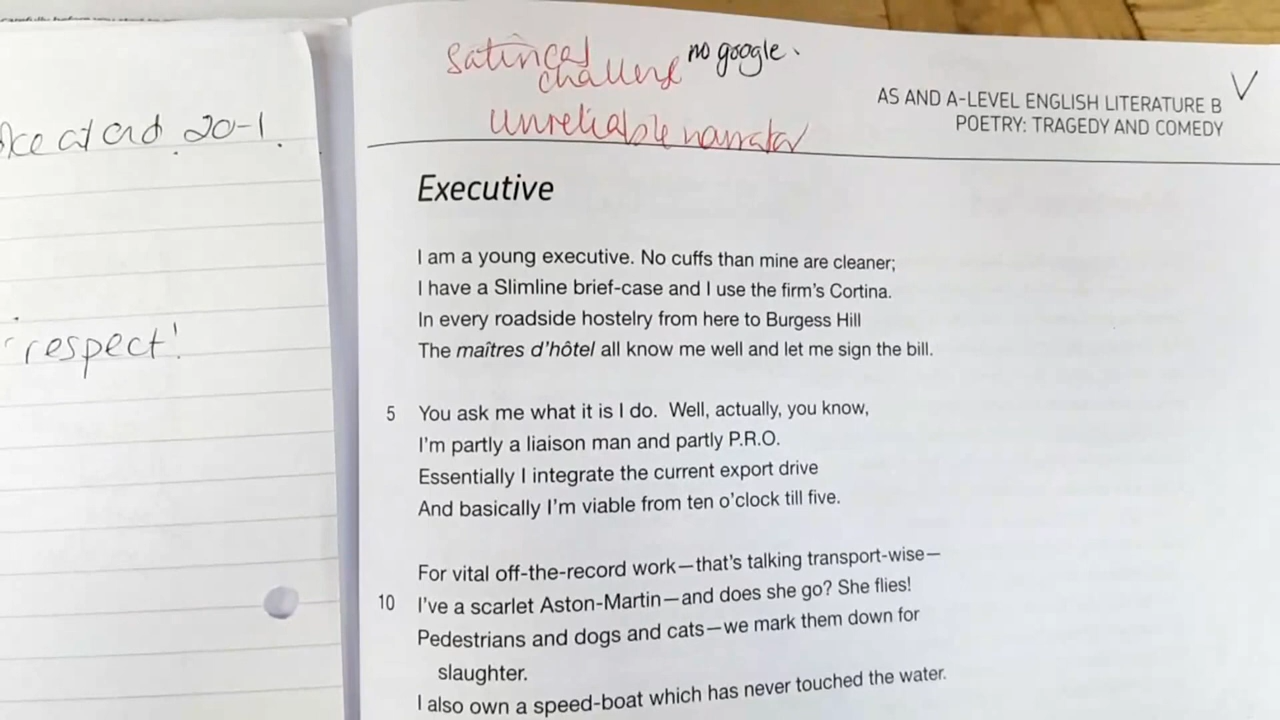 satirical no google.
challenge
unreliable narrator
AS AND A-LEVEL ENGLISH LITERATURE B
POETRY: TRAGEDY AND COMEDY
at end 20-1.
respect!
Executive
I am a young executive. No cuffs than mine are cleaner;
I have a Slimline brief-case and I use the firm's Cortina.
In every roadside hostelry from here to Burgess Hill
The maîtres d'hôtel all know me well and let me sign the bill.
5 You ask me what it is I do. Well, actually, you know,
I'm partly a liaison man and partly P.R.O.
Essentially I integrate the current export drive
And basically I'm viable from ten o'clock till five.
For vital off-the-record work—that's talking transport-wise—
10 I've a scarlet Aston-Martin—and does she go? She flies!
Pedestrians and dogs and cats—we mark them down for
slaughter.
I also own a speed-boat which has never touched the water.